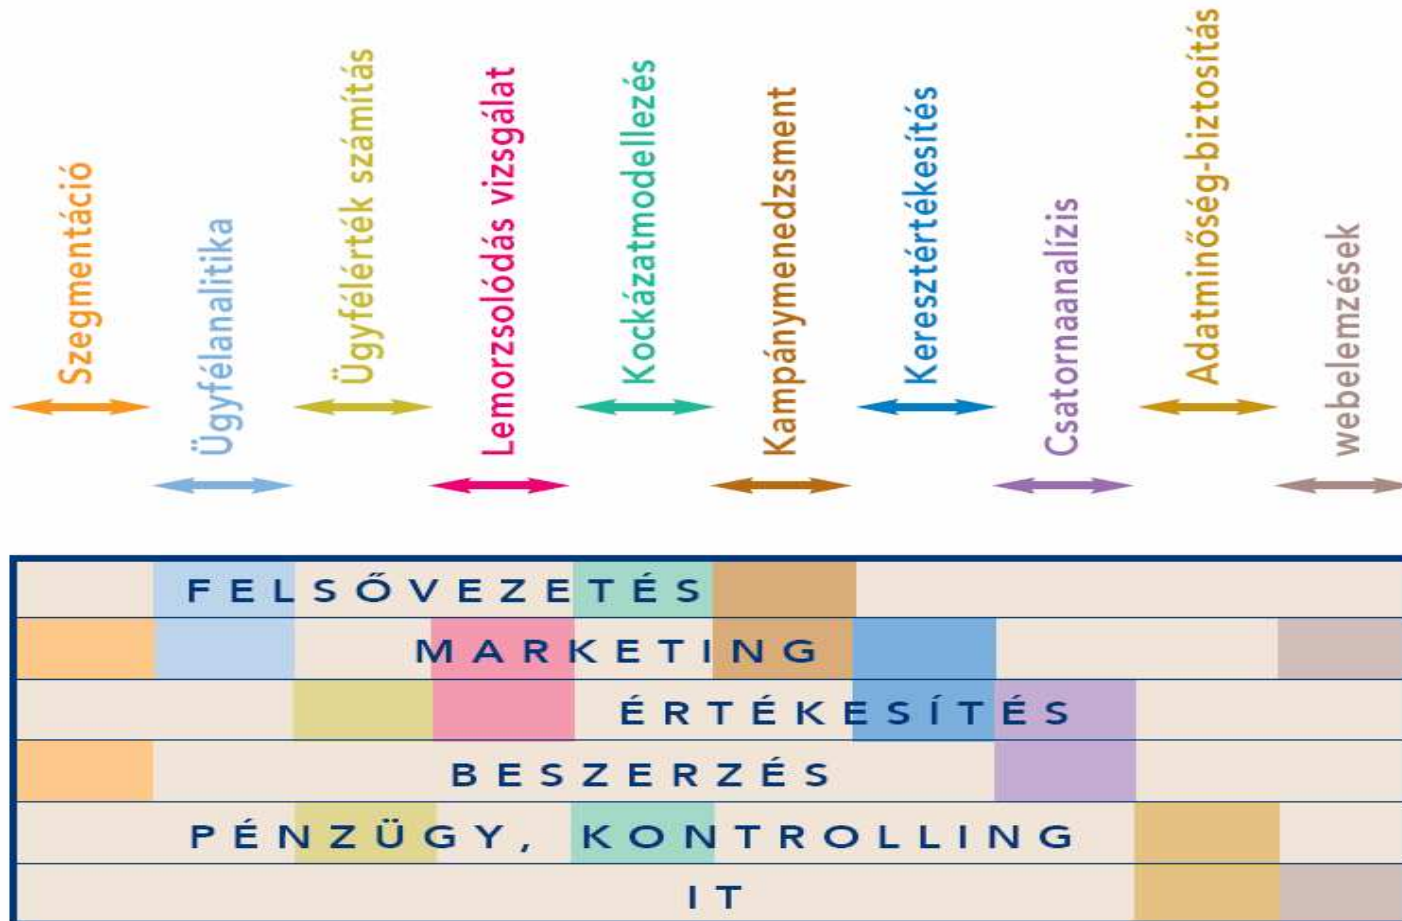 Szegmentáció
Ügyfélanalitika
Ügyfélérték számítás
Lemorzsolódás vizsgálat
Kockázatmodellezés
Kampánymenedzsment
Keresztértékesítés
Csatornaanalízis
Adatminőség-biztosítás
webelemzések
FELSŐVEZETÉS
MARKETING
ÉRTÉKESÍTÉS
BESZERZÉS
PÉNZÜGY, KONTROLLING
IT